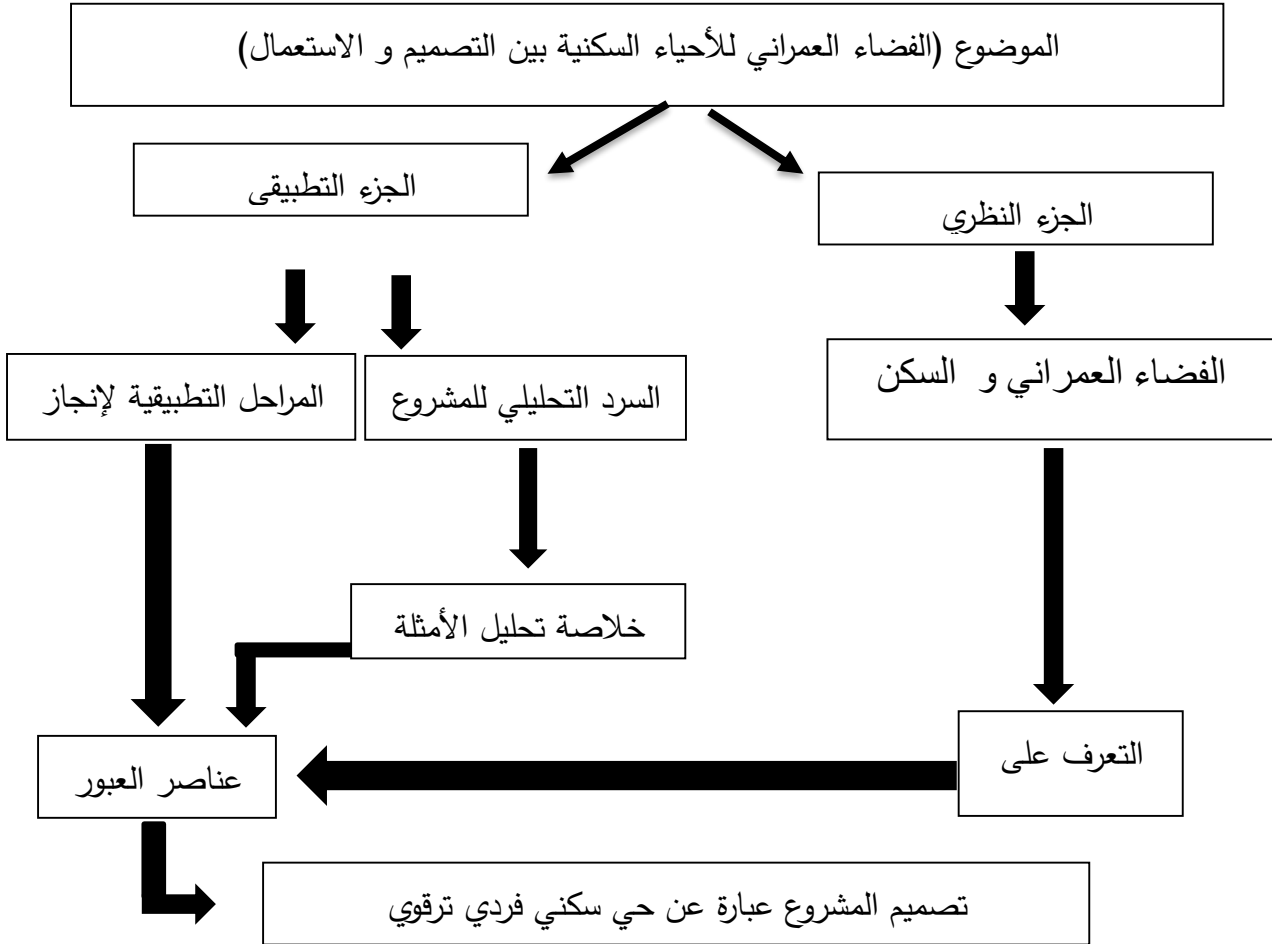 الموضوع (الفضاء العمراني للأحياء السكنية بين التصميم و الاستعمال)
الجزء النظري
الجزء التطبيقي
الفضاء العمراني و السكن
السرد التحليلي للمشروع
المراحل التطبيقية لإنجاز
خلاصة تحليل الأمثلة
التعرف على
عناصر العبور
تصميم المشروع عبارة عن حي سكني فردي ترقوي